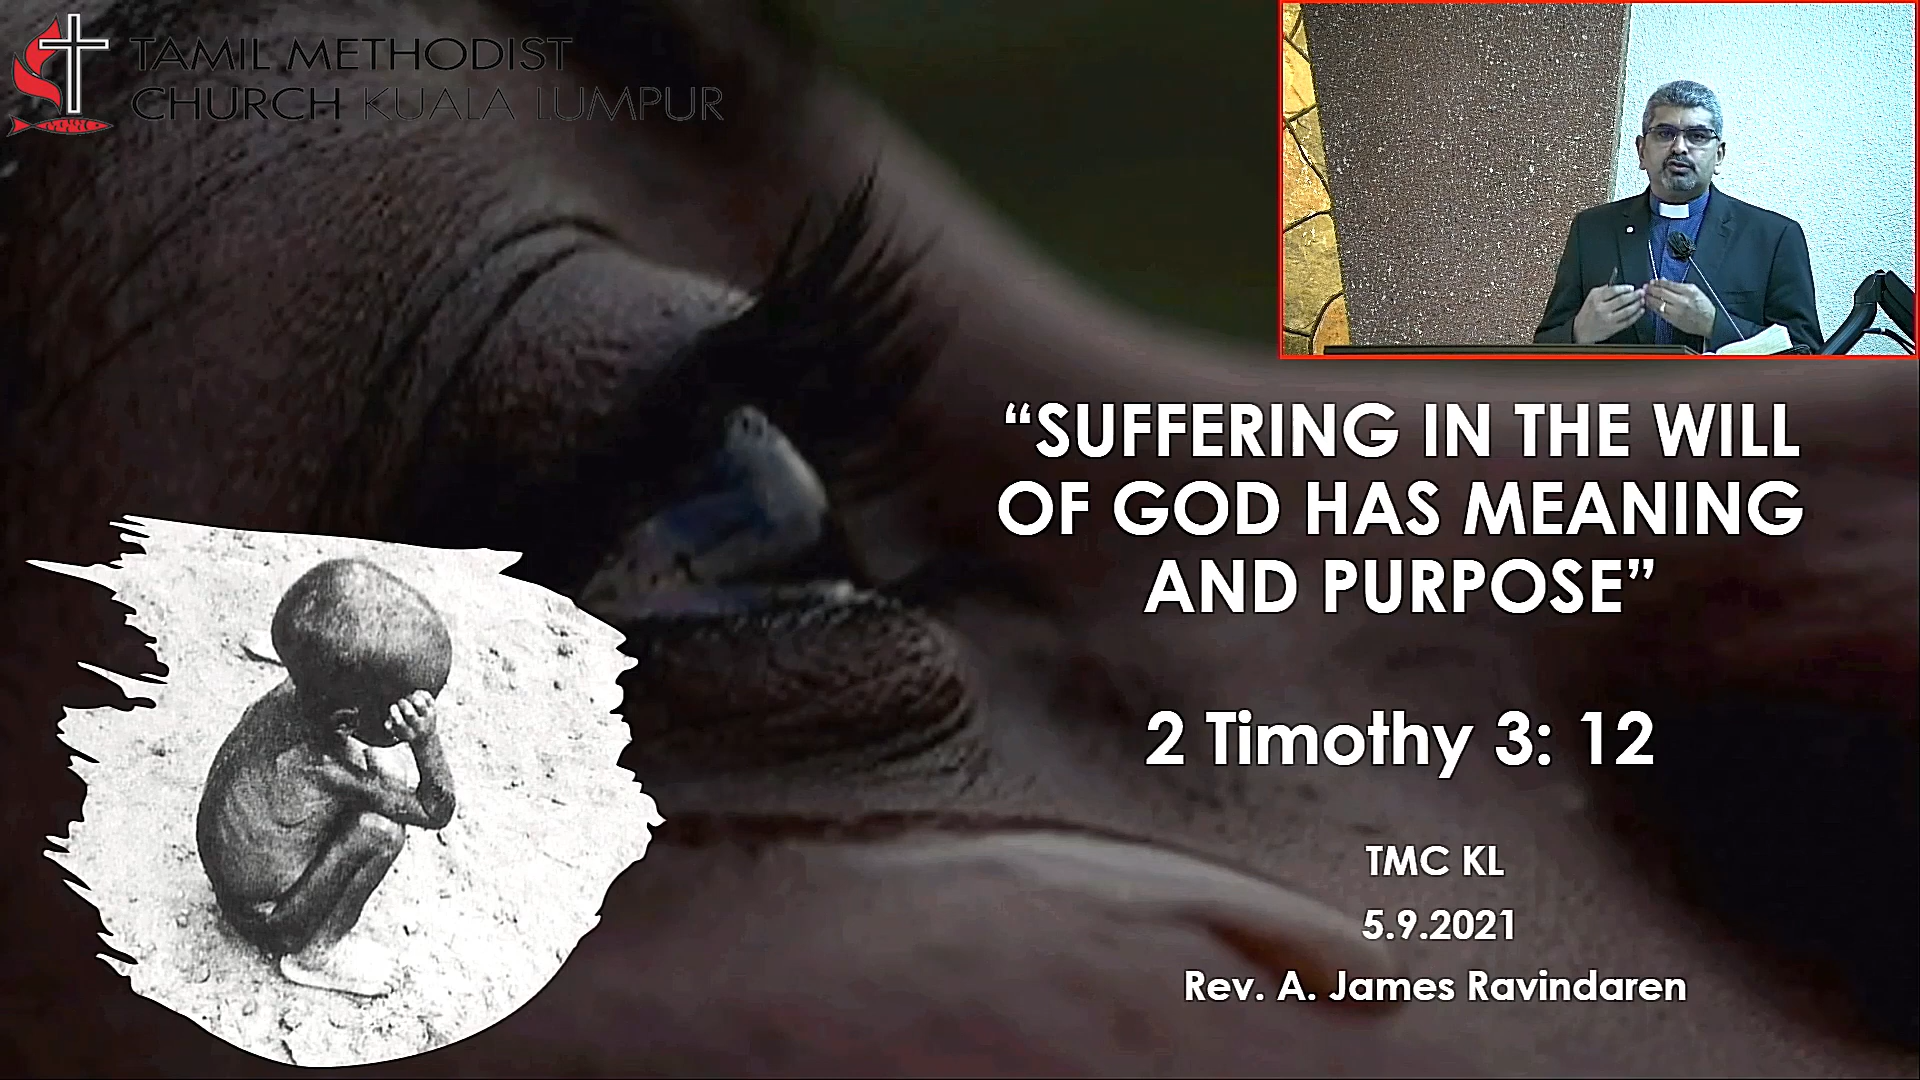 TAMIL METHODIST
CHURCH KUALA LUMPUR
“SUFFERING IN THE WILL
OF GOD HAS MEANING
AND PURPOSE”
2 Timothy 3: 12
TMC KL
5.9.2021
Rev. A. James Ravindaren